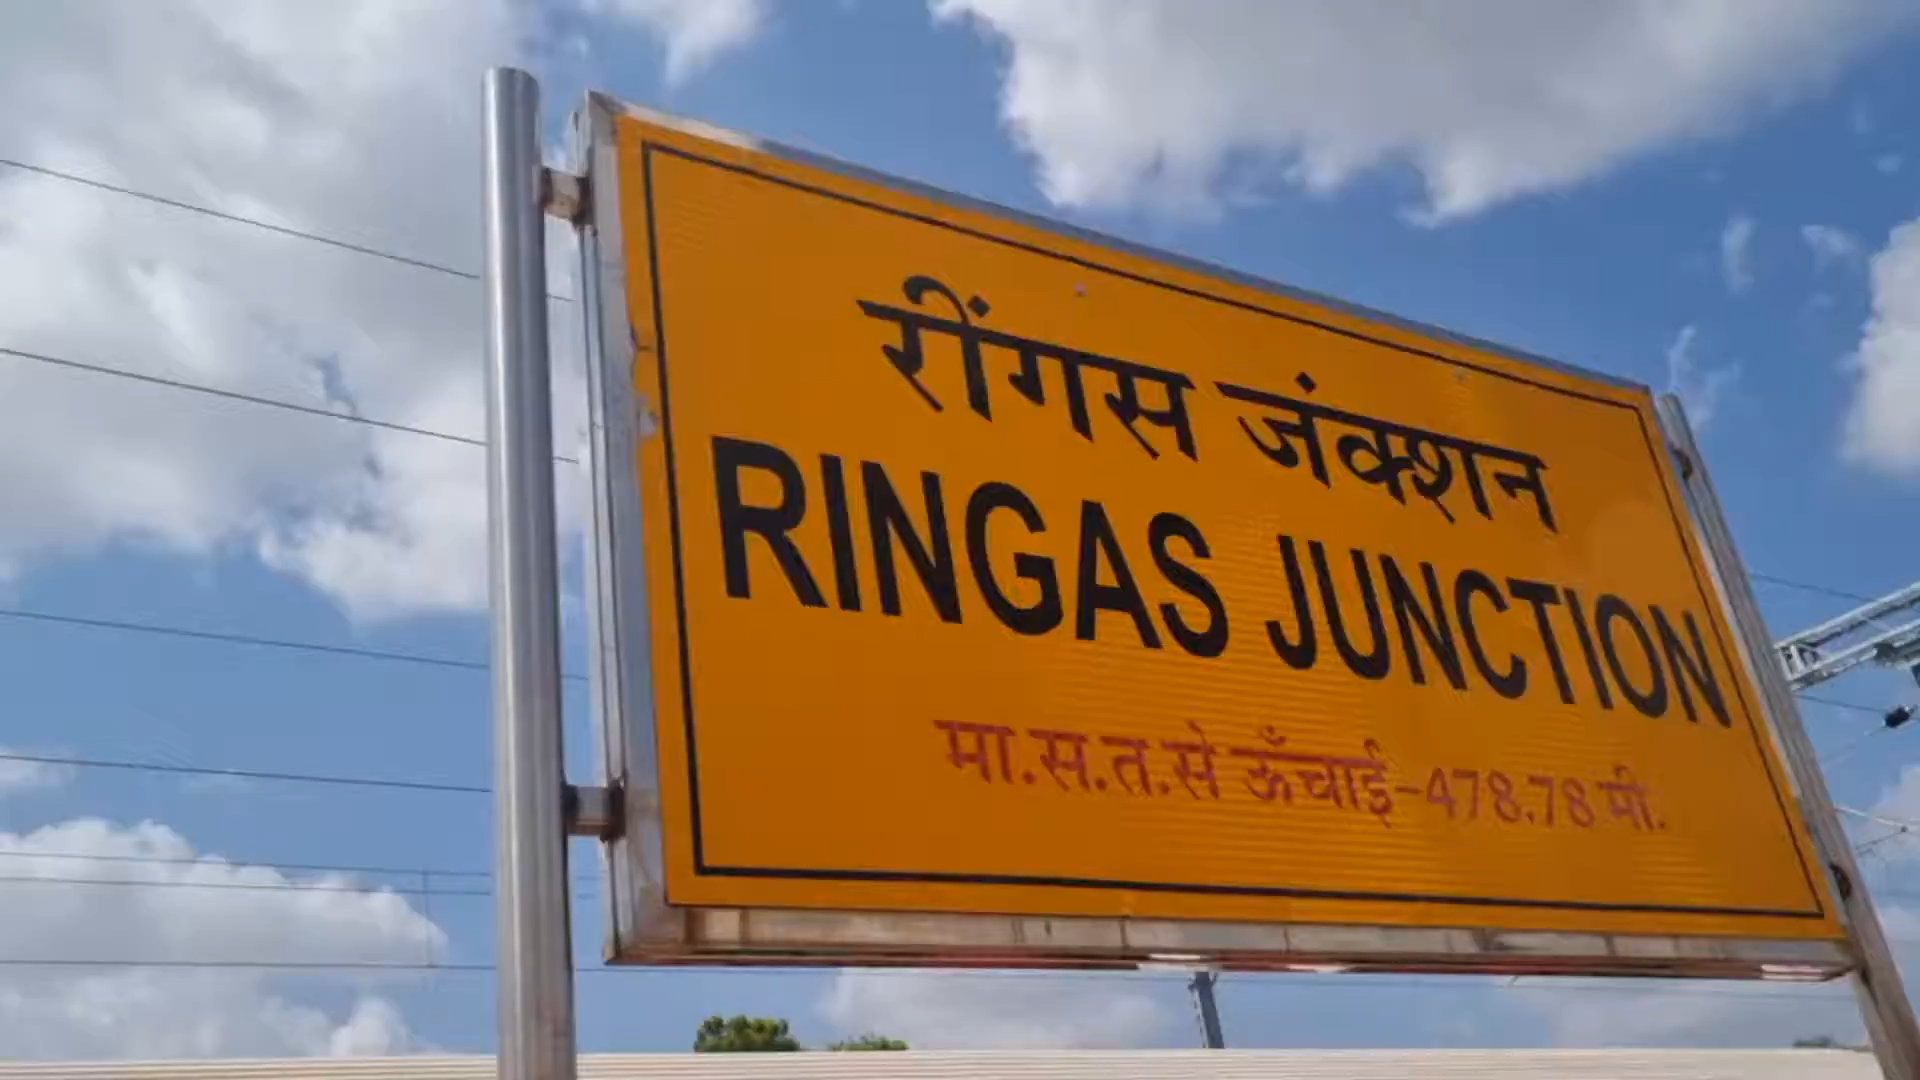 रींगस जंक्शन
RINGAS JUNCTION
मा.स.त.से ऊँचाई-478.78 मी.